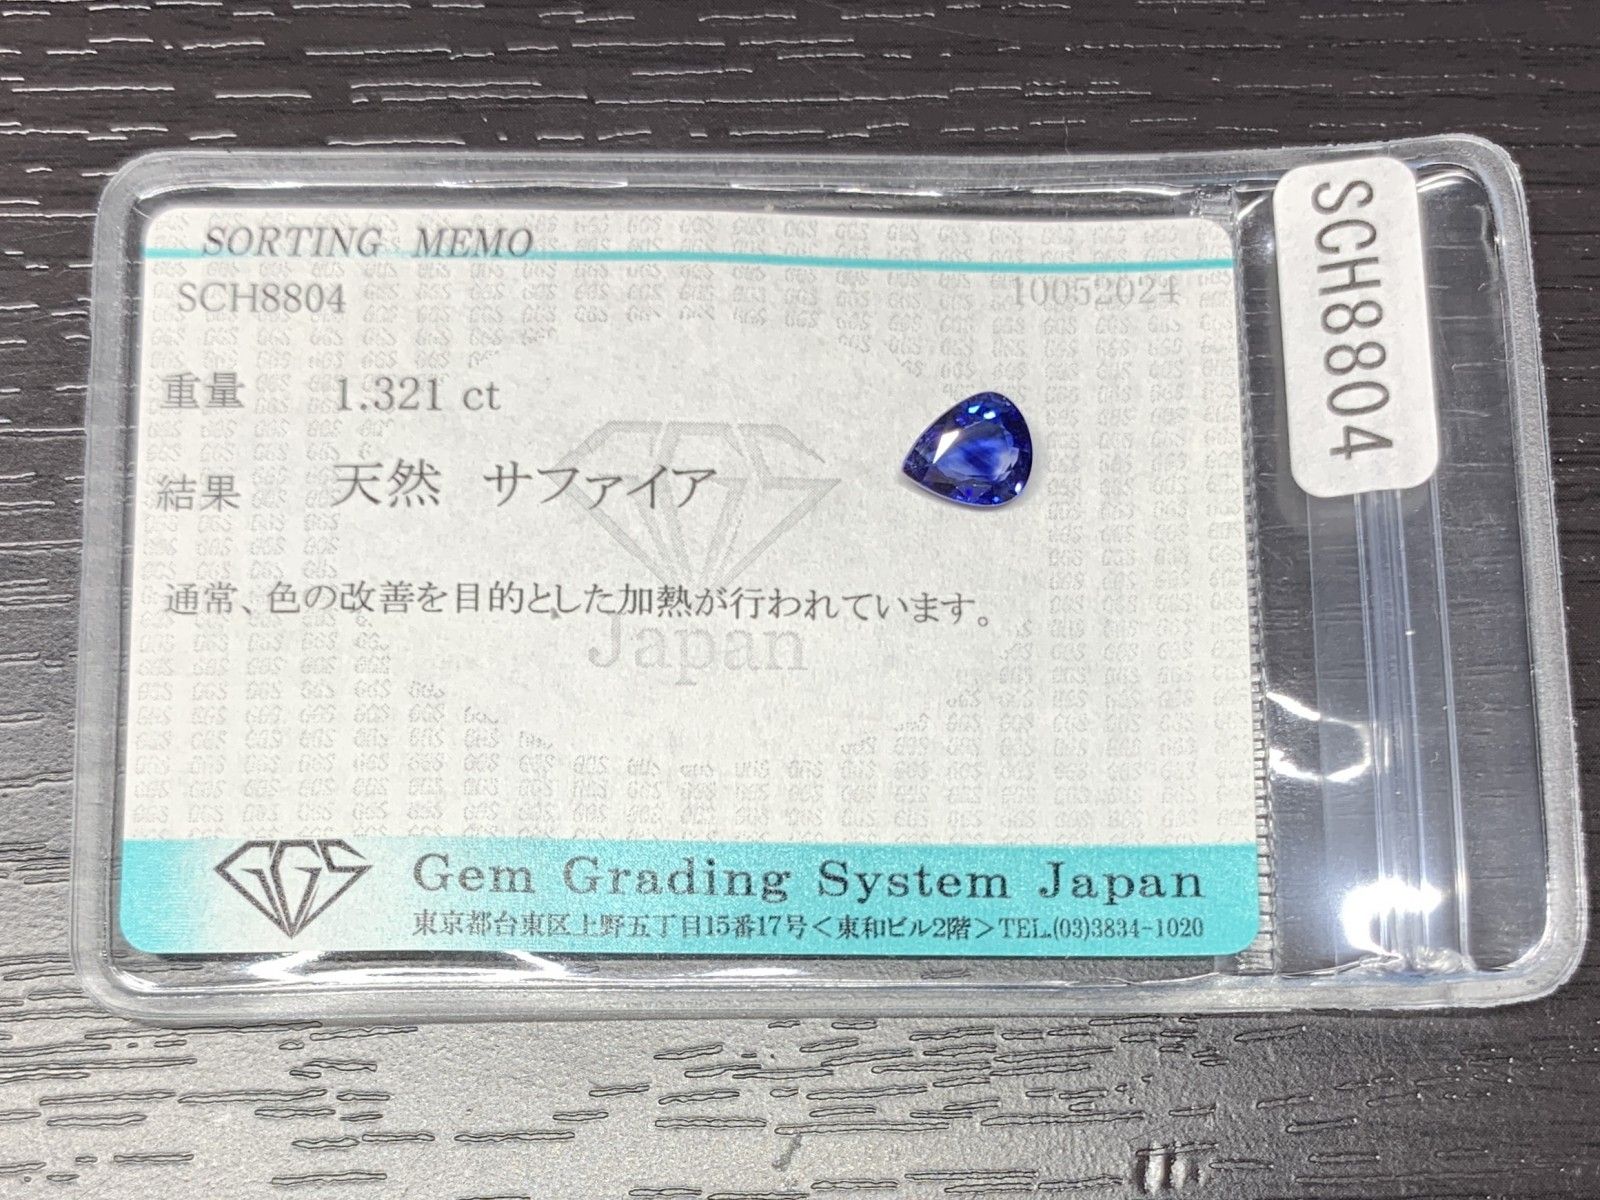 SORTING MEMO
SCH8804 10052024
重量 1.321 ct
結果 天然 サファイア
通常、色の改善を目的とした加熱が行われています。
GGS
Japan
GGS Gem Grading System Japan
東京都台東区上野五丁目15番17号<東和ビル2階>TEL.(03)3834-1020
SCH8804